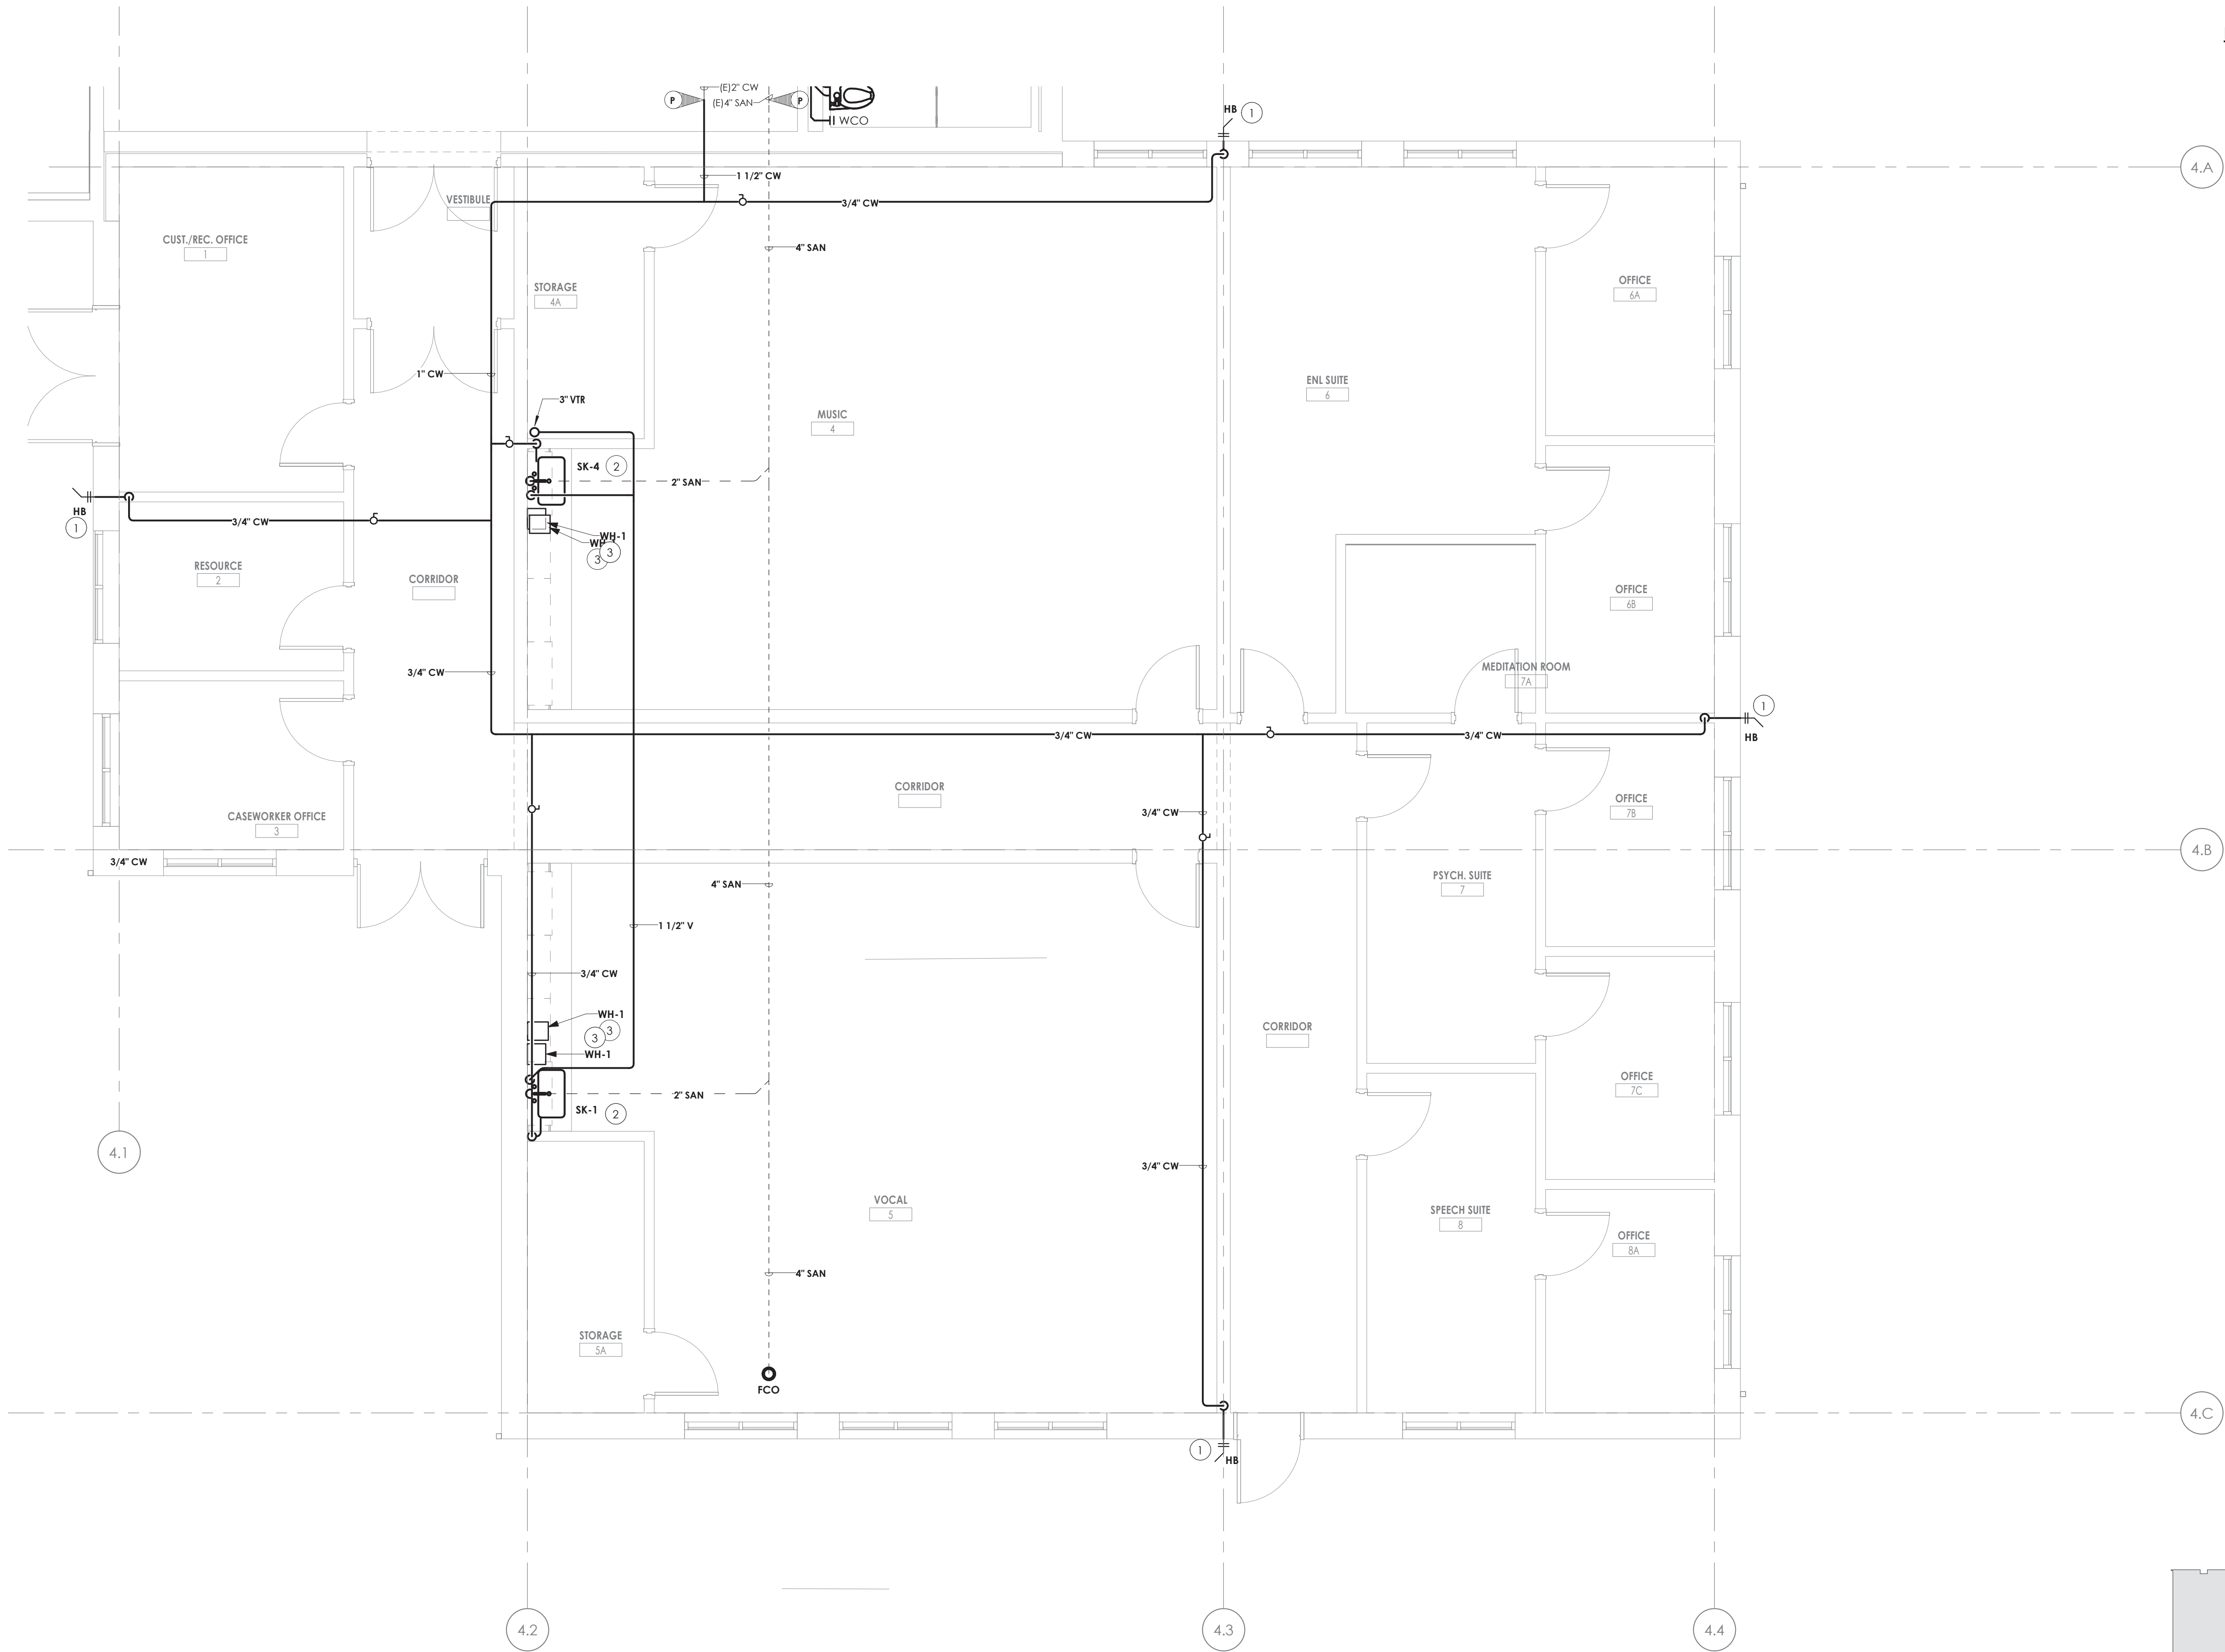 (E)2" CW
P
(E)4" SAN
P
WCO
HB
1
1 1/2" CW
4.A
VESTIBULE
3/4" CW
CUST./REC. OFFICE
1
4" SAN
STORAGE
4A
OFFICE
6A
1" CW
ENL SUITE
6
3" VTR
MUSIC
4
SK-4
2
2" SAN
HB
1
3/4" CW
WH-1
3
3
RESOURCE
2
CORRIDOR
OFFICE
6B
3/4" CW
MEDITATION ROOM
7A
1
HB
3/4" CW
3/4" CW
CORRIDOR
OFFICE
7B
3/4" CW
CASEWORKER OFFICE
3
3/4" CW
4.B
PSYCH. SUITE
7
4" SAN
1 1/2" V
3/4" CW
WH-1
3
3
WH-1
CORRIDOR
OFFICE
7C
2" SAN
SK-1
2
4.1
3/4" CW
VOCAL
5
SPEECH SUITE
8
OFFICE
8A
4" SAN
STORAGE
5A
FCO
4.C
1
HB
4.2
4.3
4.4